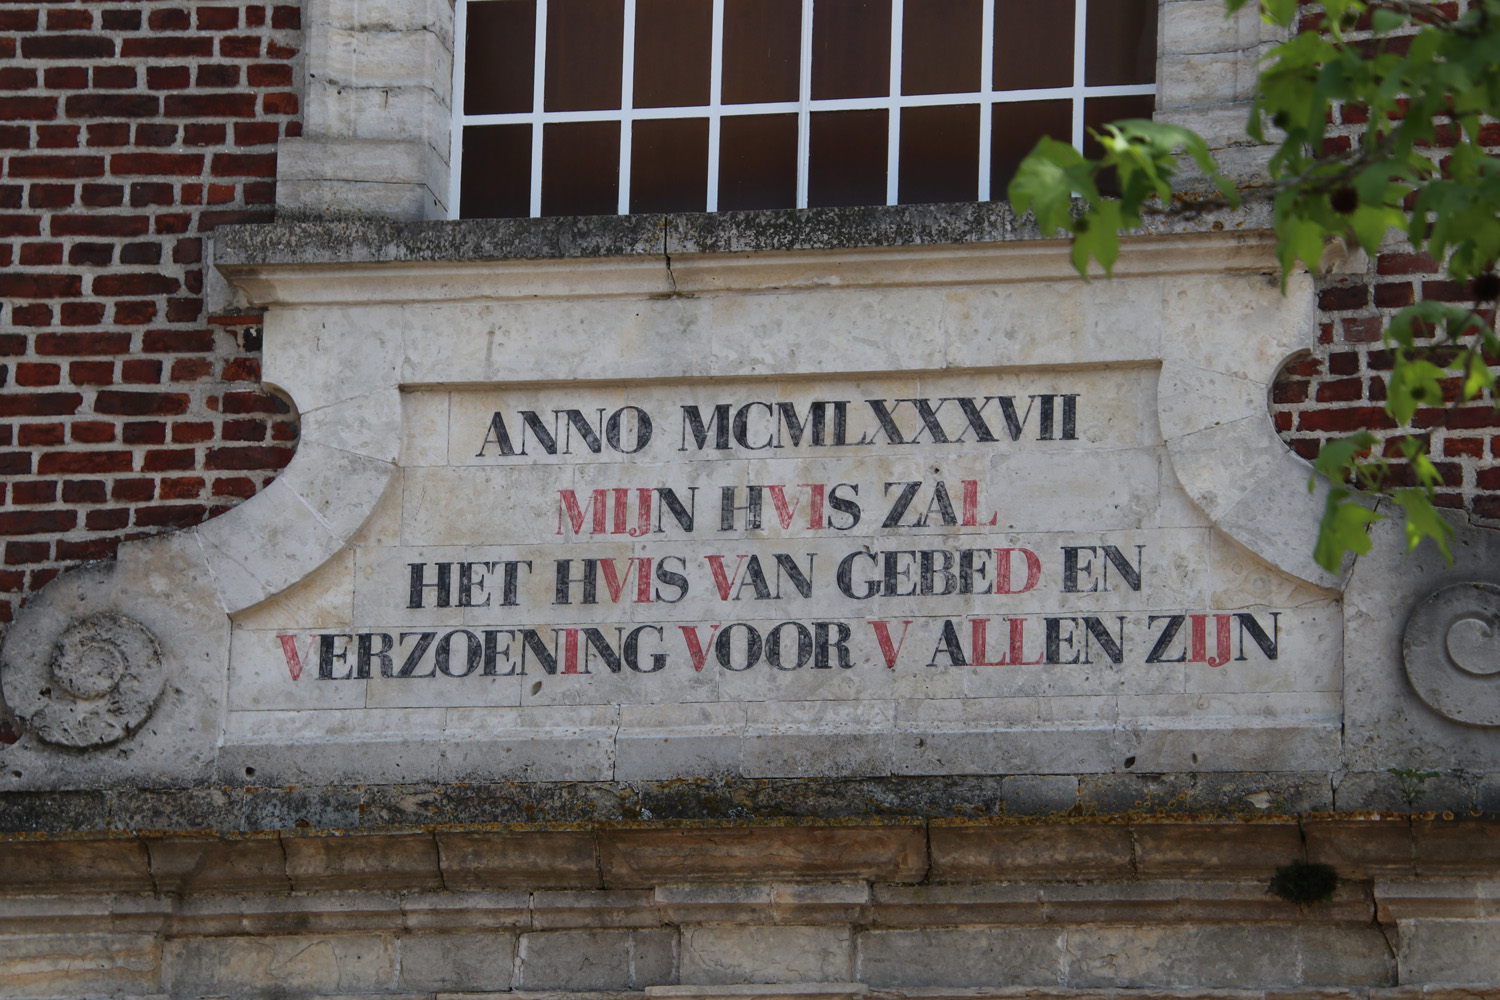 ANNO MCMLXXXVII
MIJN HVIS ZAL
HET HVIS VAN GEBED EN
VERZOENING VOOR V ALLEN ZIJN